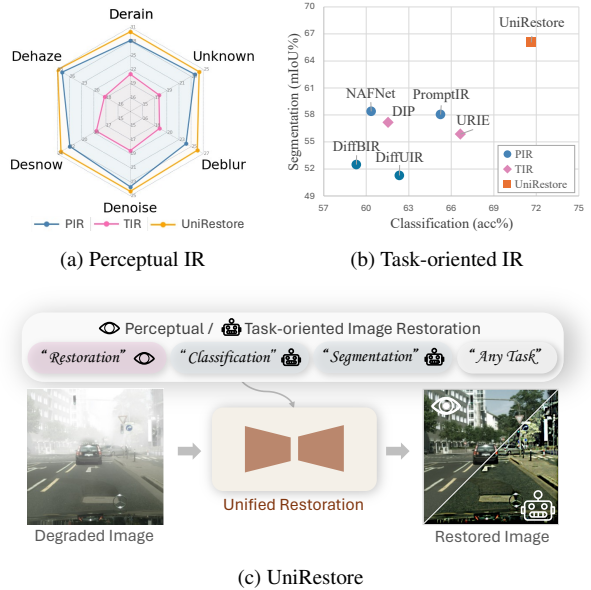 Derain
Dehaze
Unknown
Desnow
Deblur
Denoise
PIR
TIR
UniRestore
(a) Perceptual IR
Segmentation (mIoU%)
70
67
64
61
58
55
52
49
57
60
63
66
69
72
75
Classification (acc%)
UniRestore
NAFNet
PromptIR
DIP
URIE
DiffBIR
DiffUIR
PIR
TIR
UniRestore
(b) Task-oriented IR
Perceptual / Task-oriented Image Restoration
"Restoration"
"Classification"
"Segmentation"
"Any Task"
Unified Restoration
Degraded Image
Restored Image
(c) UniRestore